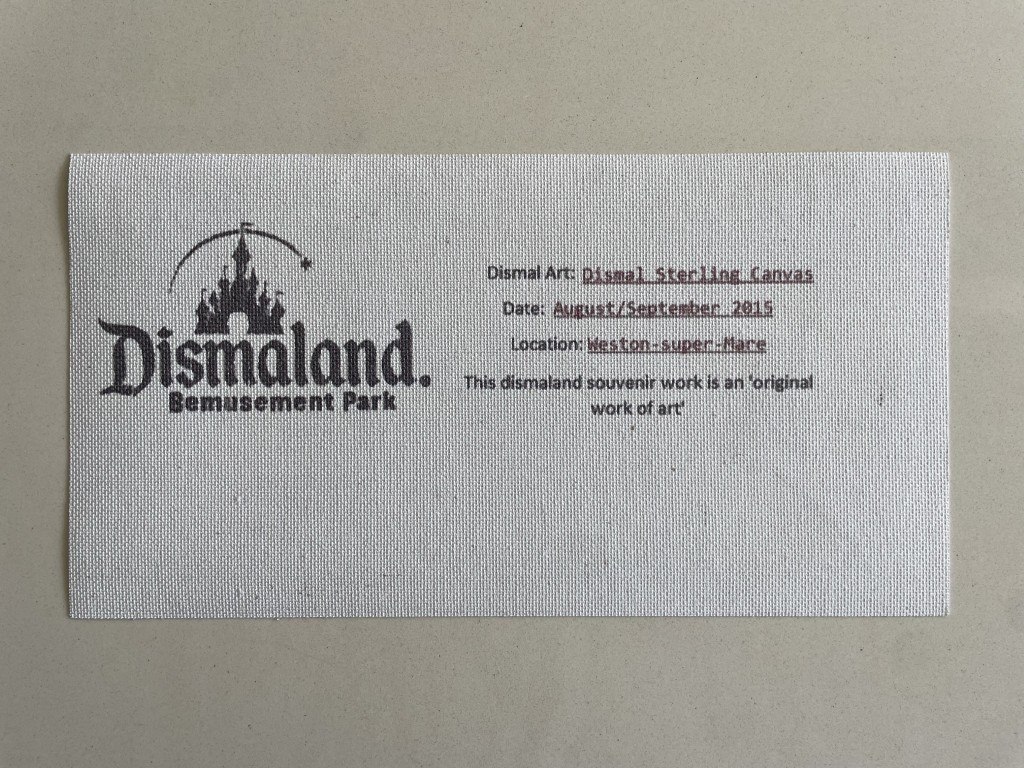 Dismaland.
Bemusement Park
Dismal Art: Dismal Sterling Canvas
Date: August/September 2015
Location: Weston-super-Mare
This dismaland souvenir work is an 'original
work of art'